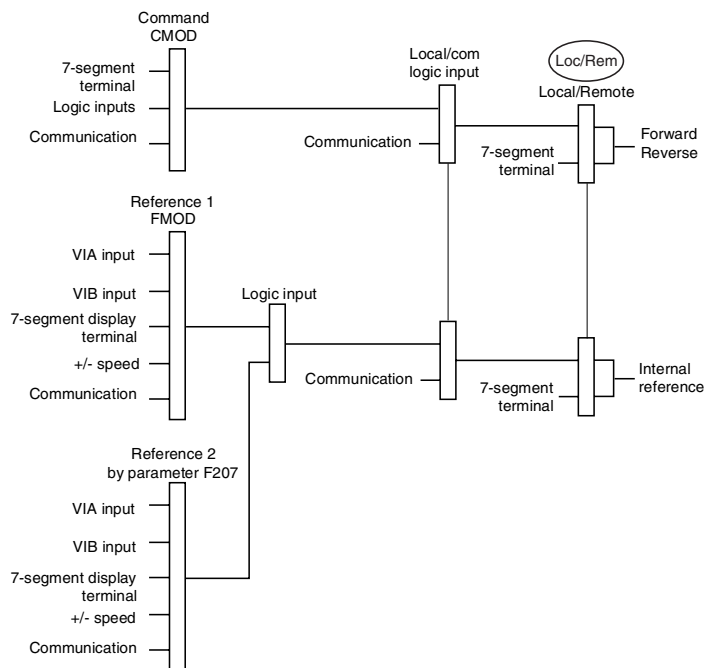 Command
CMOD
7-segment
terminal
Logic inputs
Communication
Local/com
logic input
Communication
Loc/Rem
Local/Remote
7-segment
terminal
Forward
Reverse
Reference 1
FMOD
VIA input
VIB input
7-segment display
terminal
+/- speed
Communication
Logic input
Communication
7-segment
terminal
Internal
reference
Reference 2
by parameter F207
VIA input
VIB input
7-segment display
terminal
+/- speed
Communication